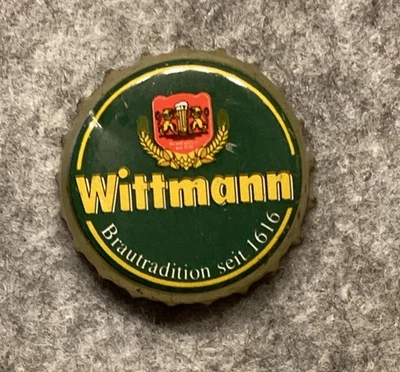 Wittmann
Brautradition seit 1616